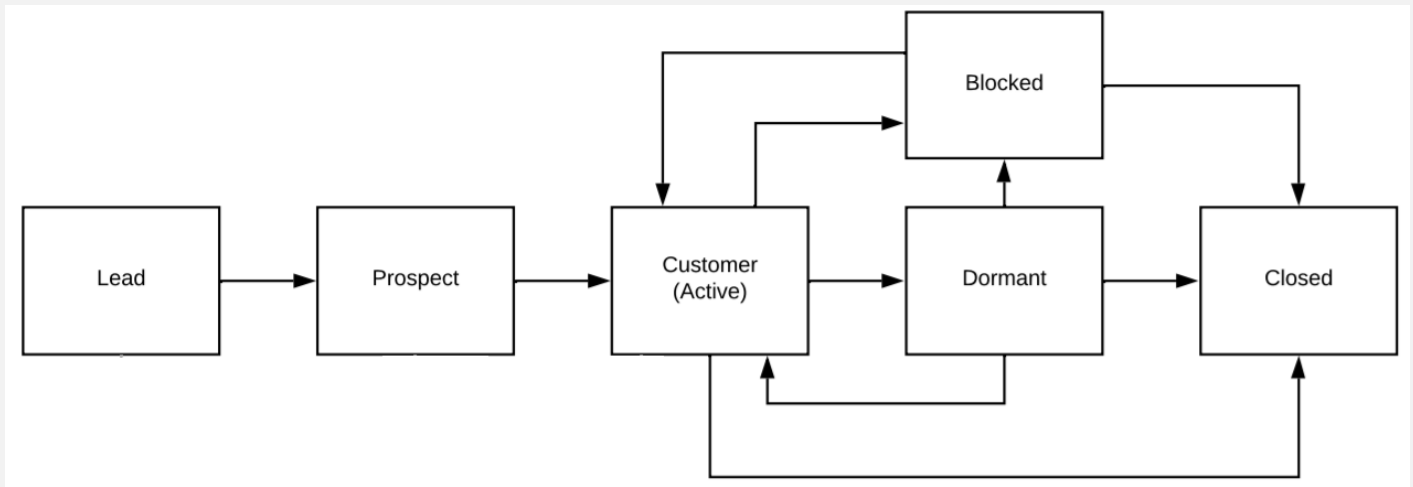 Blocked
Lead
Prospect
Customer
(Active)
Dormant
Closed